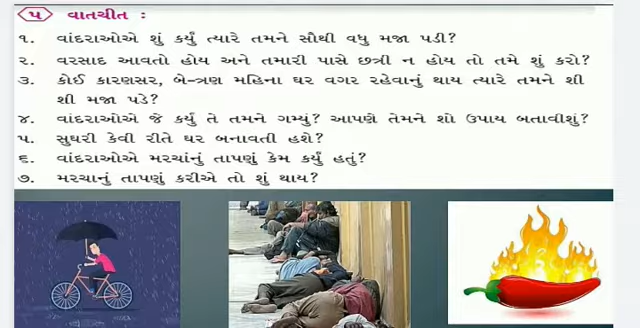 ૫ વાતચીત :
૧. વાંદરાઓએ શું કર્યું ત્યારે તમને સૌથી વધુ મજા પડી?
૨. વરસાદ આવતો હોય અને તમારી પાસે છત્રી ન હોય તો તમે શું કરો?
૩. કોઈ કારણસર, બે-ત્રણ મહિના ઘર વગર રહેવાનું થાય ત્યારે તમને શી
શી મજા પડે?
૪. વાંદરાઓએ જે કર્યું તે તમને ગમ્યું? આપણે તેમને શો ઉપાય બતાવીશું?
૫. સુઘરી કેવી રીતે ઘર બનાવતી હશે?
૬. વાંદરાઓએ મરચાંનું તાપણું કેમ કર્યું હતું?
૭. મરચાનું તાપણું કરીએ તો શું થાય?